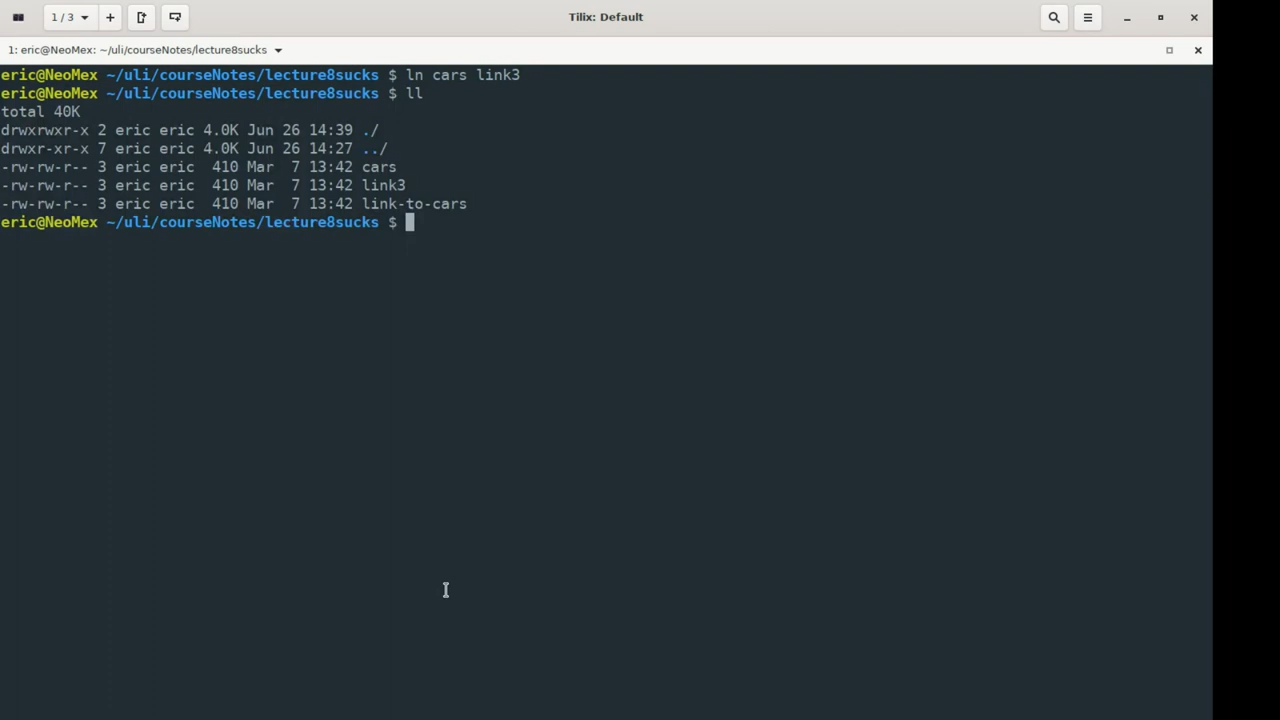 1 / 3
Tilix: Default
1: eric@NeoMex: ~/uli/courseNotes/lecture8sucks
eric@NeoMex ~/uli/courseNotes/lecture8sucks $ ln cars link3
eric@NeoMex ~/uli/courseNotes/lecture8sucks $ ll
total 40K
drwxrwxr-x 2 eric eric 4.0K Jun 26 14:39 ./
drwxr-xr-x 7 eric eric 4.0K Jun 26 14:27 ../
-rw-rw-r-- 3 eric eric  410 Mar  7 13:42 cars
-rw-rw-r-- 3 eric eric  410 Mar  7 13:42 link3
-rw-rw-r-- 3 eric eric  410 Mar  7 13:42 link-to-cars
eric@NeoMex ~/uli/courseNotes/lecture8sucks $